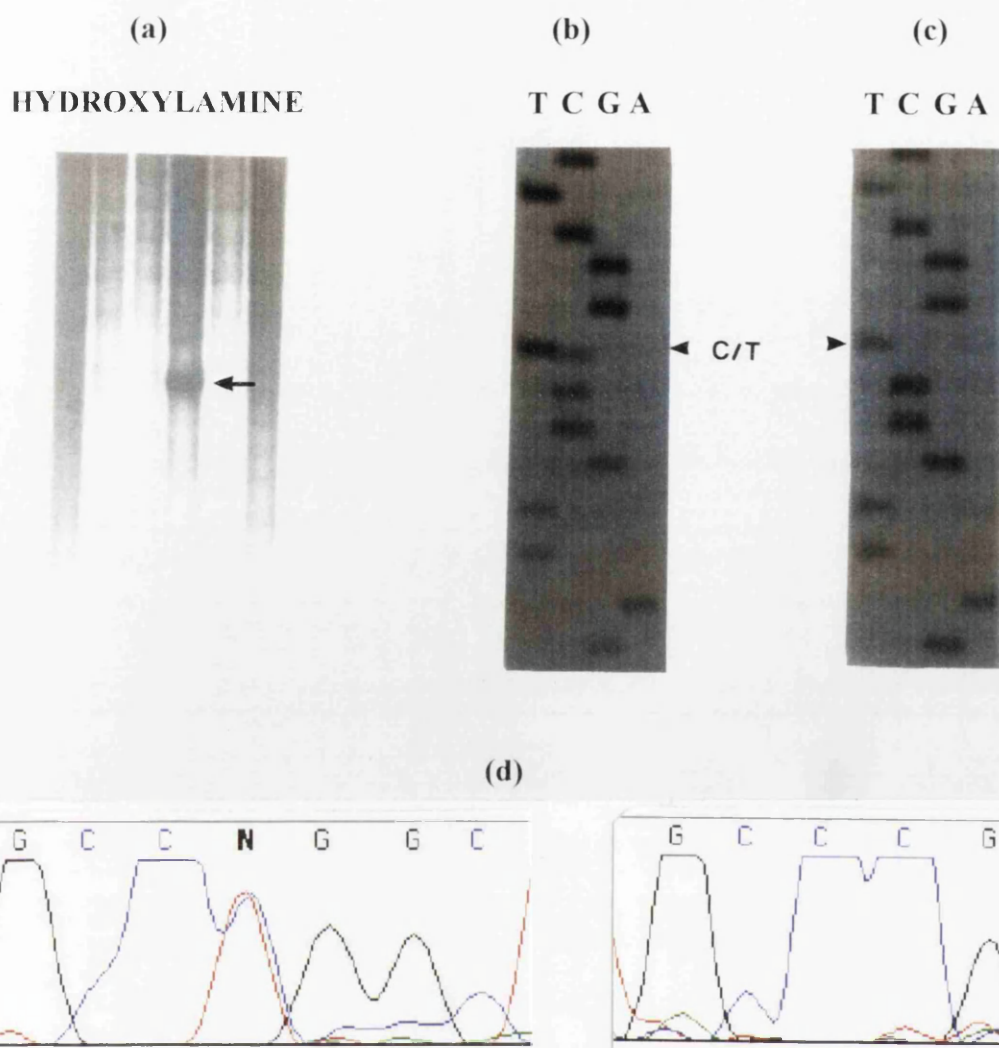 (a)
(b)
(c)
HYDROXYLAMINE
T C G A
T C G A
C/T
(d)
G C C N G G C
G C C C G